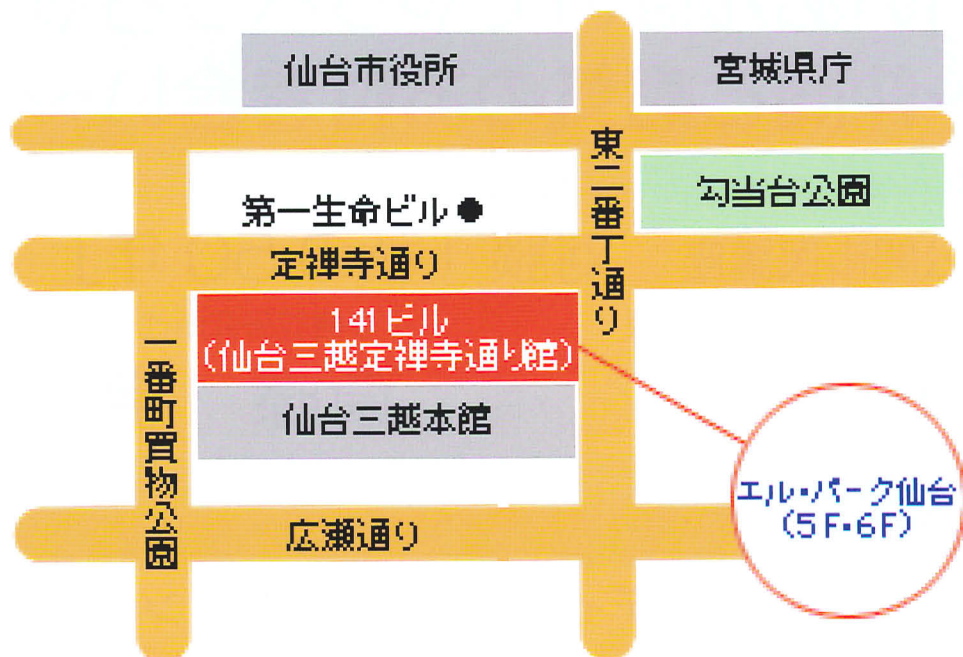 仙台市役所
宮城県庁
東二番丁通り
勾当台公園
第一生命ビル●
定禅寺通り
141ビル
(仙台三越定禅寺通り館)
一番町買物公園
仙台三越本館
エル・パーク仙台
(5F・6F)
広瀬通り